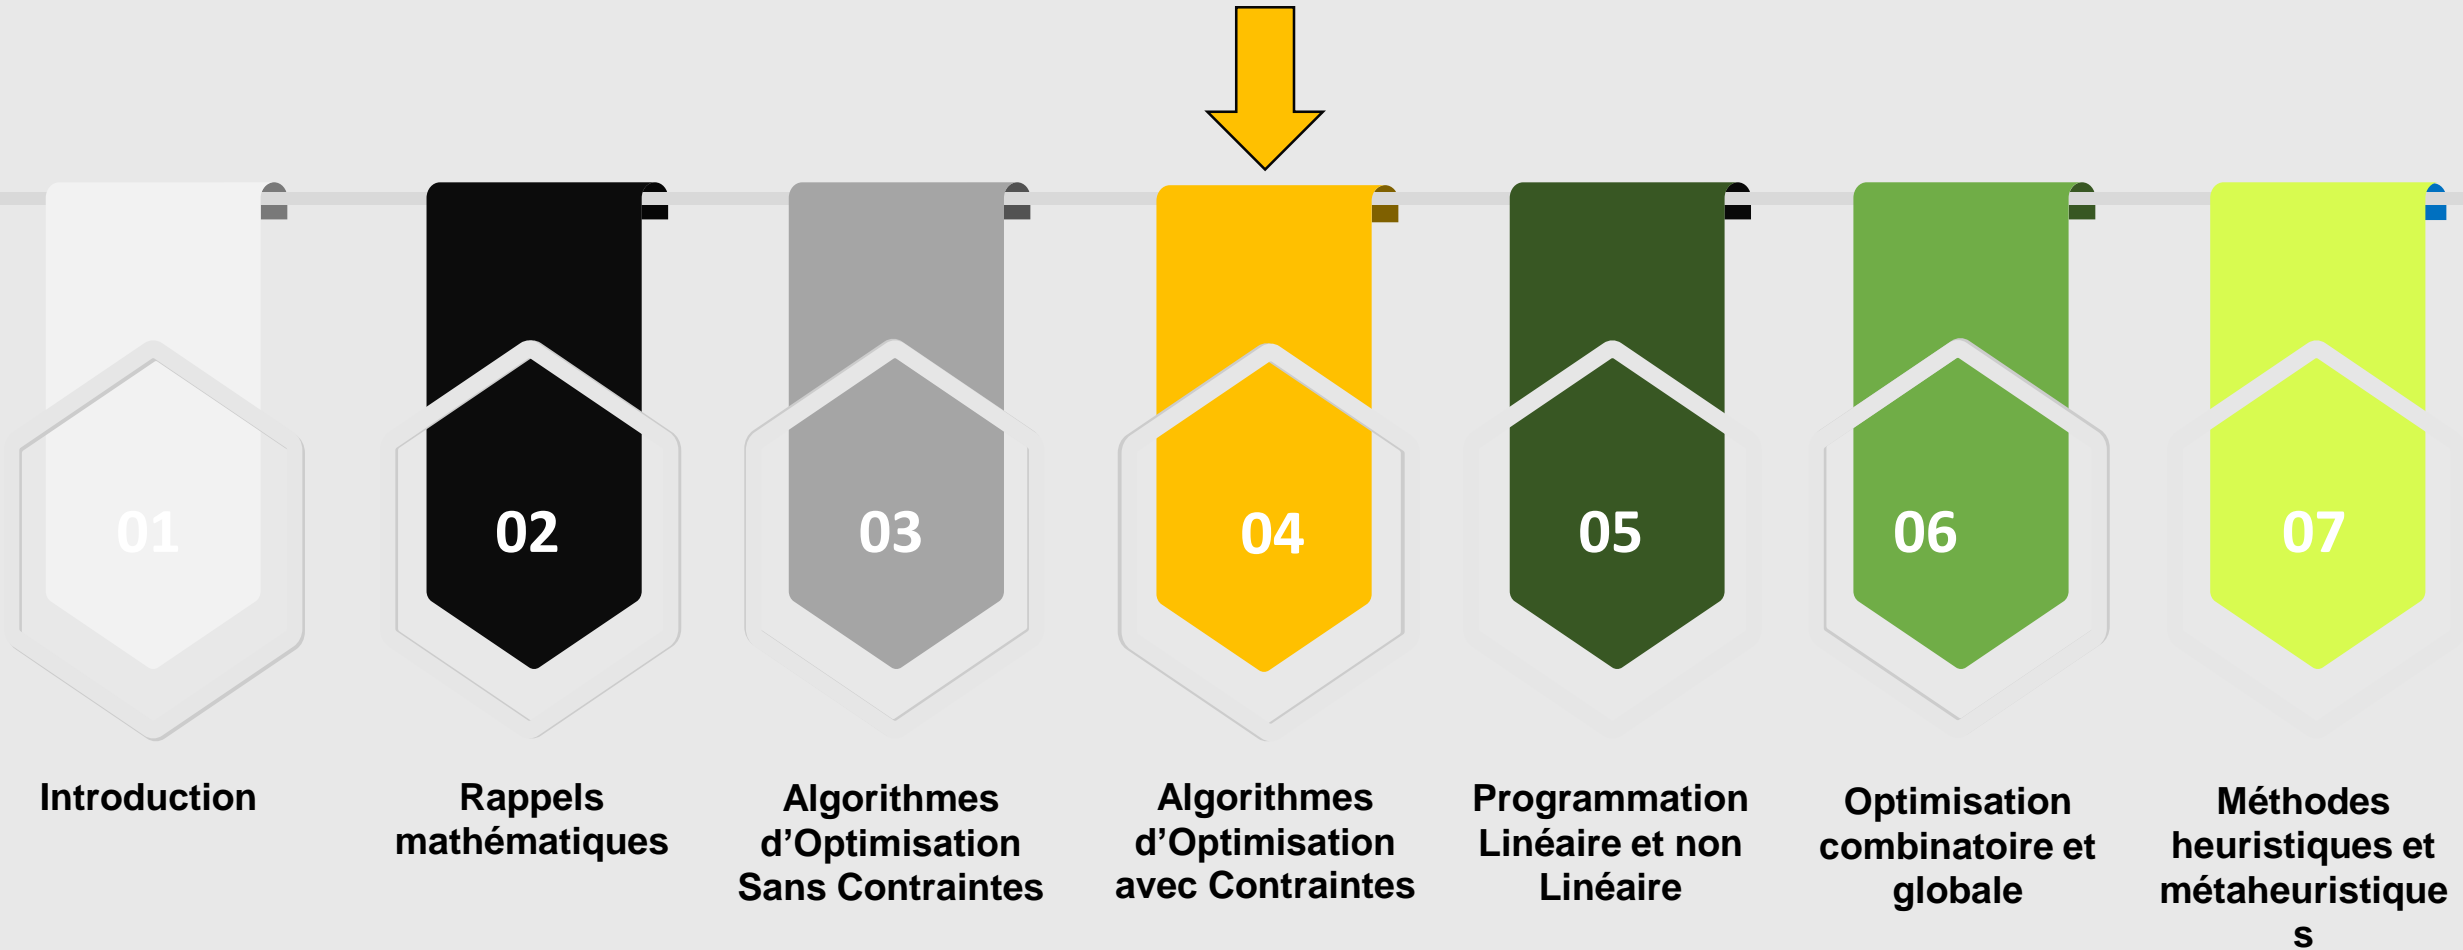 01
02
03
04
05
06
07
Introduction
Rappels
mathématiques
Algorithmes
d’Optimisation
Sans Contraintes
Algorithmes
d’Optimisation
avec Contraintes
Programmation
Linéaire et non
Linéaire
Optimisation
combinatoire et
globale
Méthodes
heuristiques et
métaheuristique
s